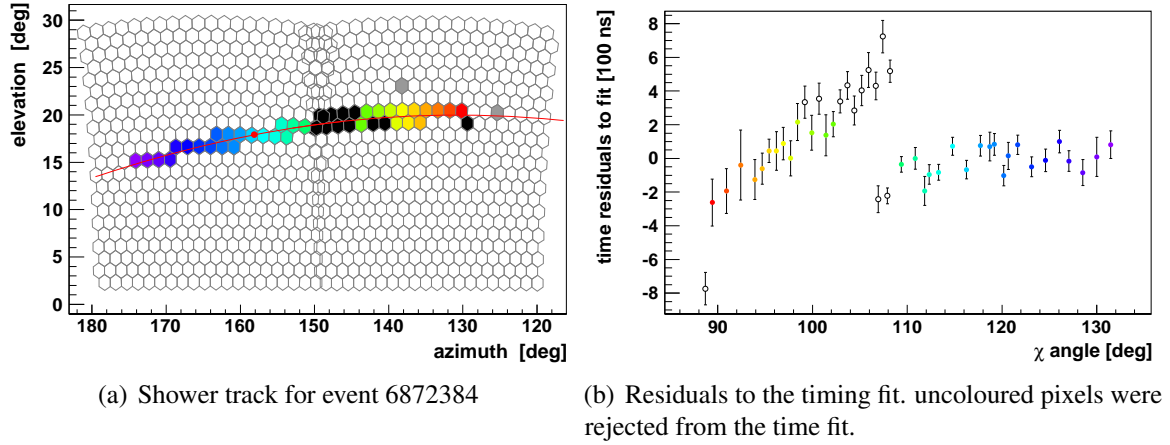 elevation [deg]
30
25
20
15
10
5
0
180 170 160 150 140 130 120
azimuth [deg]
(a) Shower track for event 6872384
time residuals to fit [100 ns]
8
6
4
2
0
-2
-4
-6
-8
90 100 110 120 130
χ angle [deg]
(b) Residuals to the timing fit. uncoloured pixels were
rejected from the time fit.